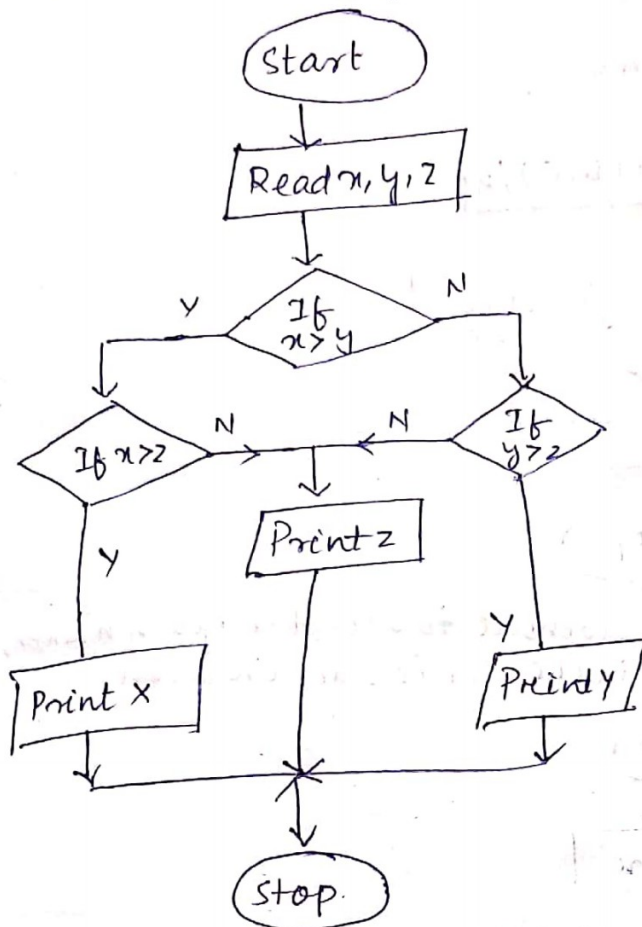 Start
Read x, y, z
Y
N
If
x> y
If x>z
N
N
If
y>z
Print z
Y
Y
Print X
Print Y
Stop.